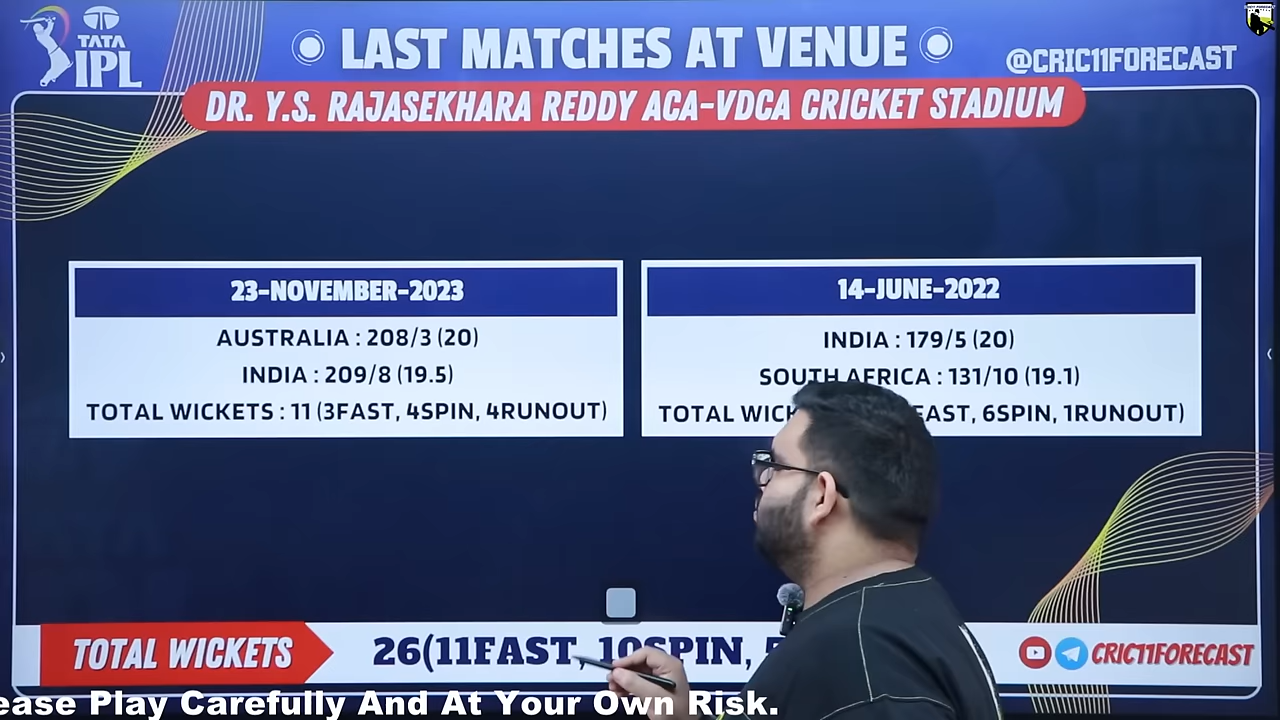 TATA
IPL
LAST MATCHES AT VENUE
@CRIC11FORECAST
DR. Y.S. RAJASEKHARA REDDY ACA-VDCA CRICKET STADIUM
23-NOVEMBER-2023
AUSTRALIA : 208/3 (20)
INDIA : 209/8 (19.5)
TOTAL WICKETS : 11 (3FAST, 4SPIN, 4RUNOUT)
14-JUNE-2022
INDIA : 179/5 (20)
SOUTH AFRICA : 131/10 (19.1)
TOTAL 6SPIN, 1RUNOUT)
TOTAL WICKETS
26(11FAST, 10SPIN,
CRIC11FORECAST
Play Carefully And At Your Own Risk.